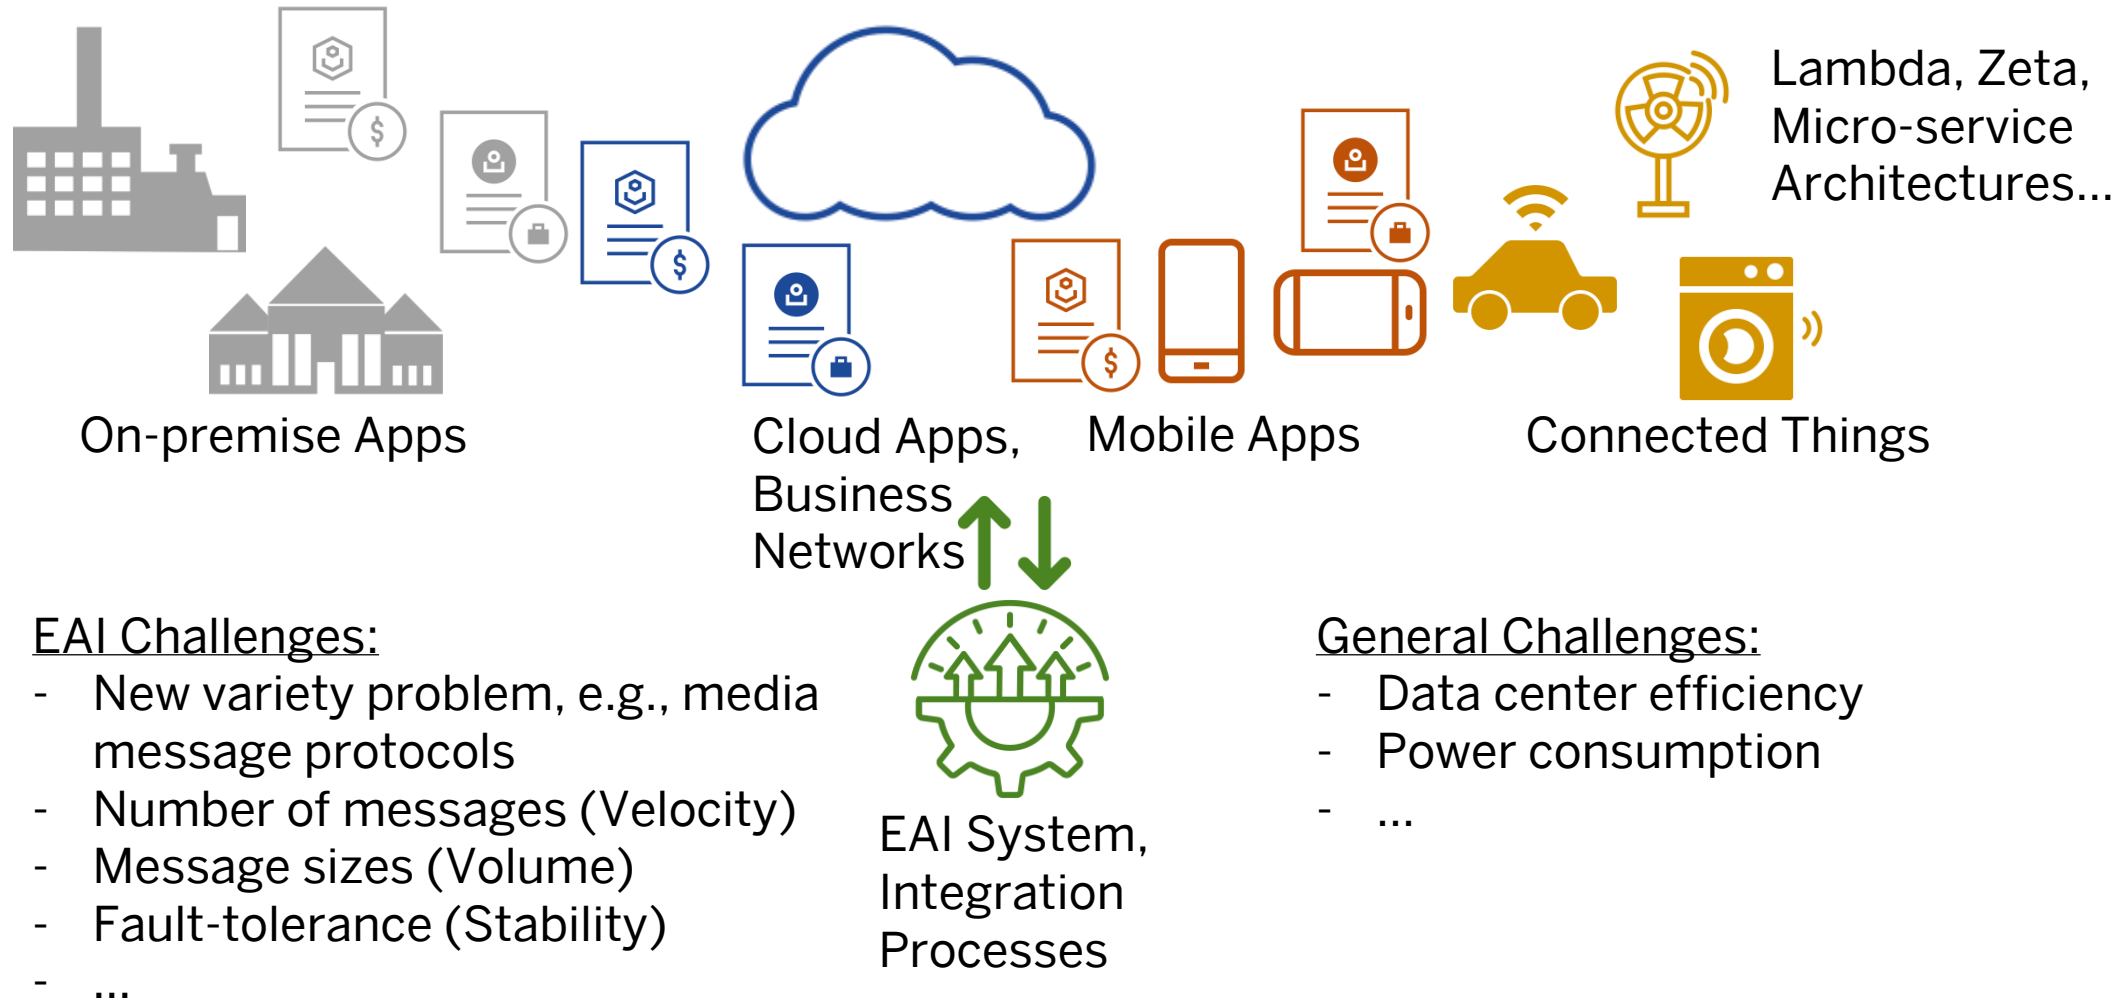 Lambda, Zeta,
Micro-service
Architectures...
$
$
$
On-premise Apps
Cloud Apps,
Business
Networks
Mobile Apps
Connected Things
EAI Challenges:
- New variety problem, e.g., media
message protocols
- Number of messages (Velocity)
- Message sizes (Volume)
- Fault-tolerance (Stability)
- ...
EAI System,
Integration
Processes
General Challenges:
- Data center efficiency
- Power consumption
- ...